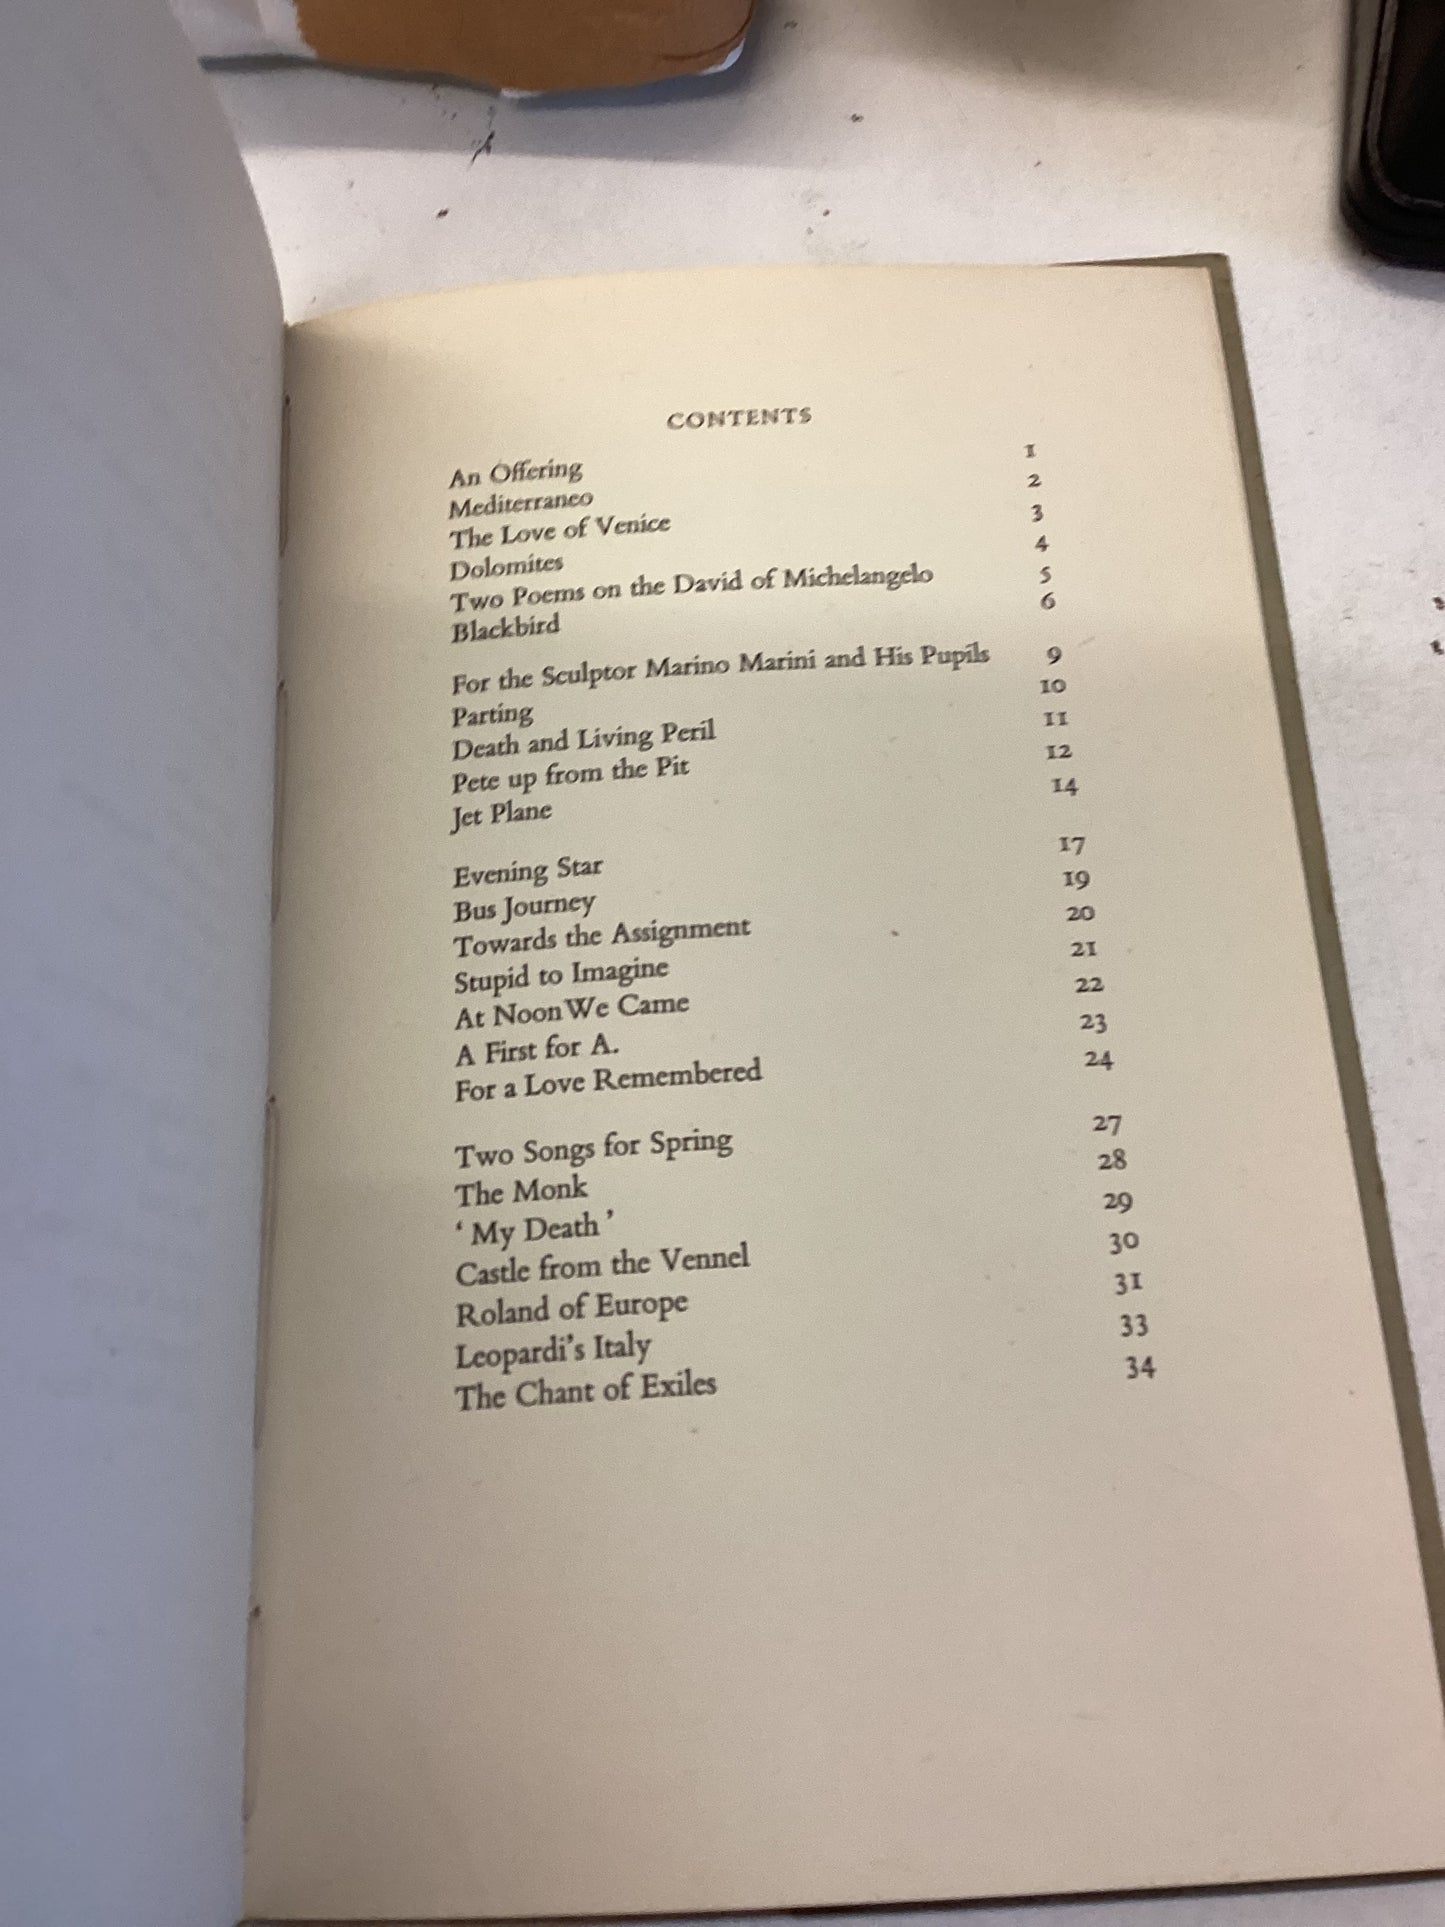 CONTENTS
An Offering 1
Mediterraneo 2
The Love of Venice 3
Dolomites 4
Two Poems on the David of Michelangelo 5
Blackbird 6
For the Sculptor Marino Marini and His Pupils 9
Parting 10
Death and Living Peril 11
Pete up from the Pit 12
Jet Plane 14
Evening Star 17
Bus Journey 19
Towards the Assignment 20
Stupid to Imagine 21
At Noon We Came 22
A First for A. 23
For a Love Remembered 24
Two Songs for Spring 27
The Monk 28
‘ My Death ’ 29
Castle from the Vennel 30
Roland of Europe 31
Leopardi’s Italy 33
The Chant of Exiles 34